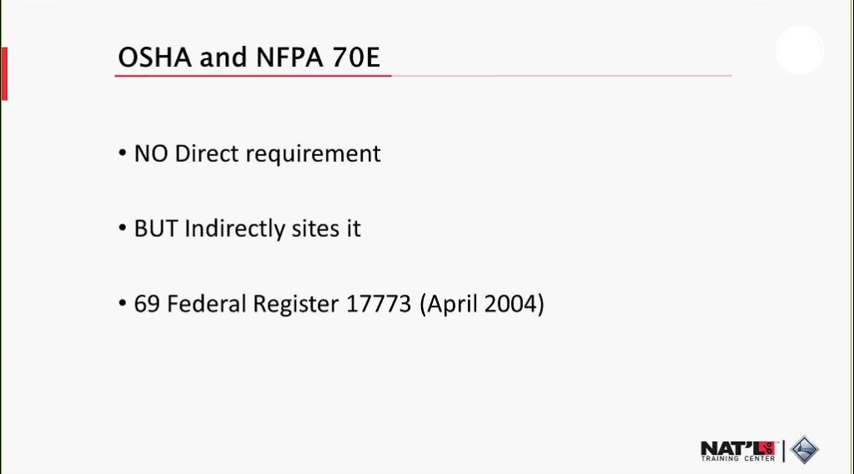 OSHA and NFPA 70E
• NO Direct requirement
• BUT Indirectly sites it
• 69 Federal Register 17773 (April 2004)
NAT'L
TRAINING CENTER